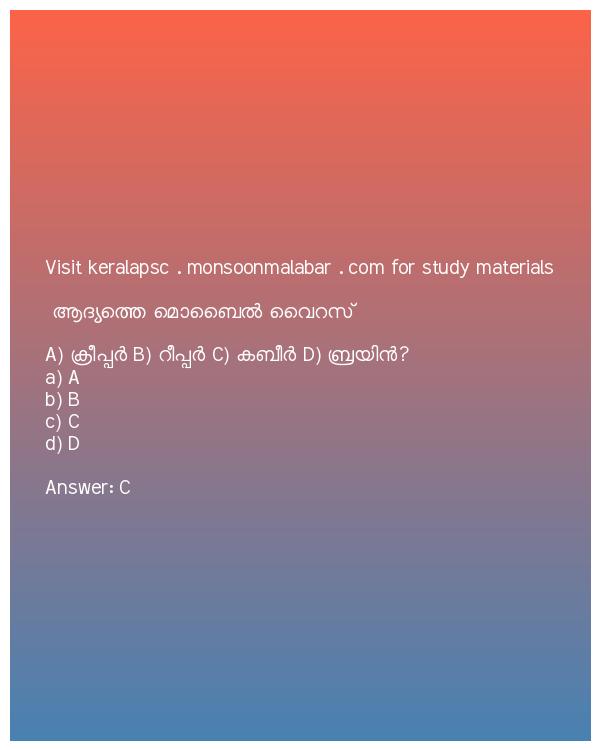 Visit keralapsc . monsoonmalabar . com for study materials
ആദ്യത്തെ മൊബൈൽ വൈറസ്
A) ക്രീപ്പർ B) റീപ്പർ C) കബീർ D) ബ്രയിൻ?
a) A
b) B
c) C
d) D
Answer: C